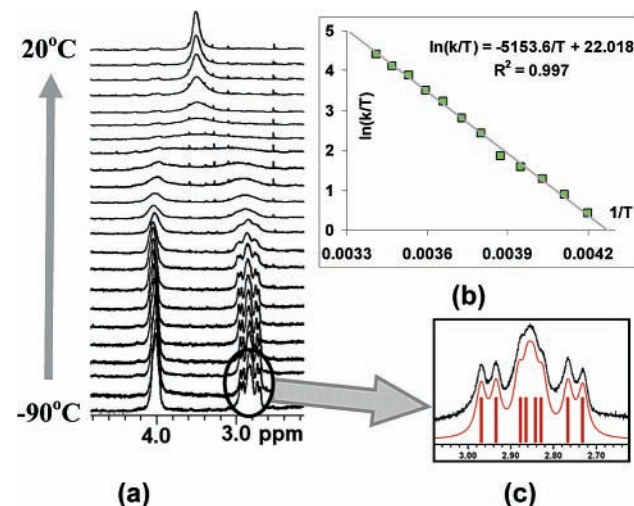 20°C
-90°C
4.0 3.0 ppm
(a)
5
4
3
2
1
0
ln(k/T)
ln(k/T) = -5153.6/T + 22.018
R² = 0.997
1/T
0.0033 0.0036 0.0039 0.0042
(b)
3.00 2.90 2.80 2.70
(c)